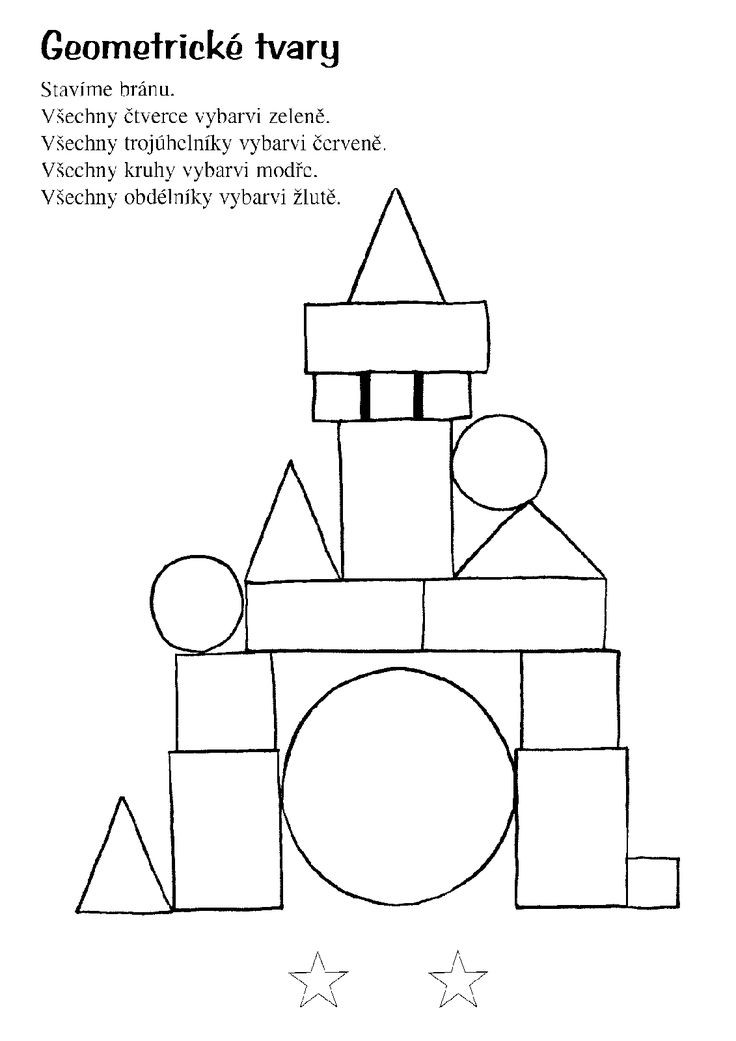 Geometrické tvary
Stavíme bránu.
Všechny čtverce vybarvi zeleně.
Všechny trojúhelníky vybarvi červeně.
Všechny kruhy vybarvi modře.
Všechny obdélníky vybarvi žlutě.